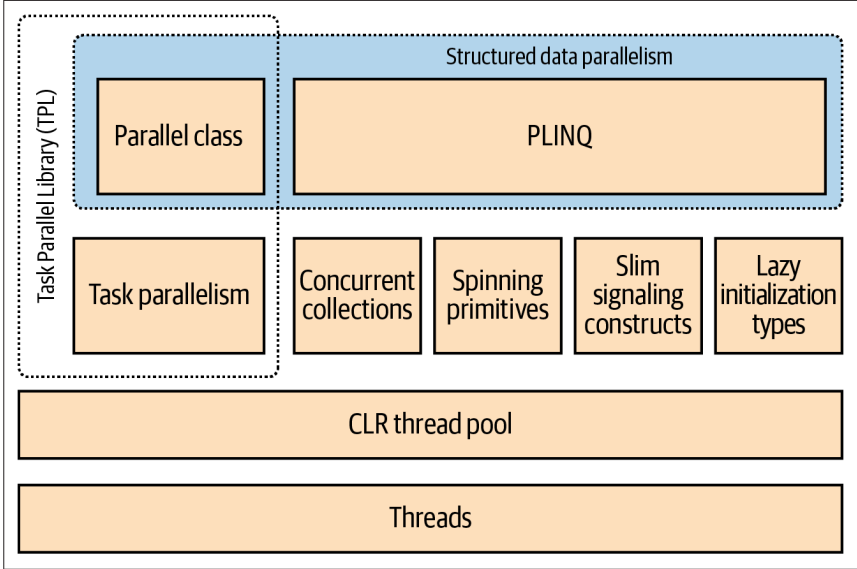 Structured data parallelism
Task Parallel Library (TPL)
Parallel class
PLINQ
Task parallelism
Concurrent
collections
Spinning
primitives
Slim
signaling
constructs
Lazy
initialization
types
CLR thread pool
Threads